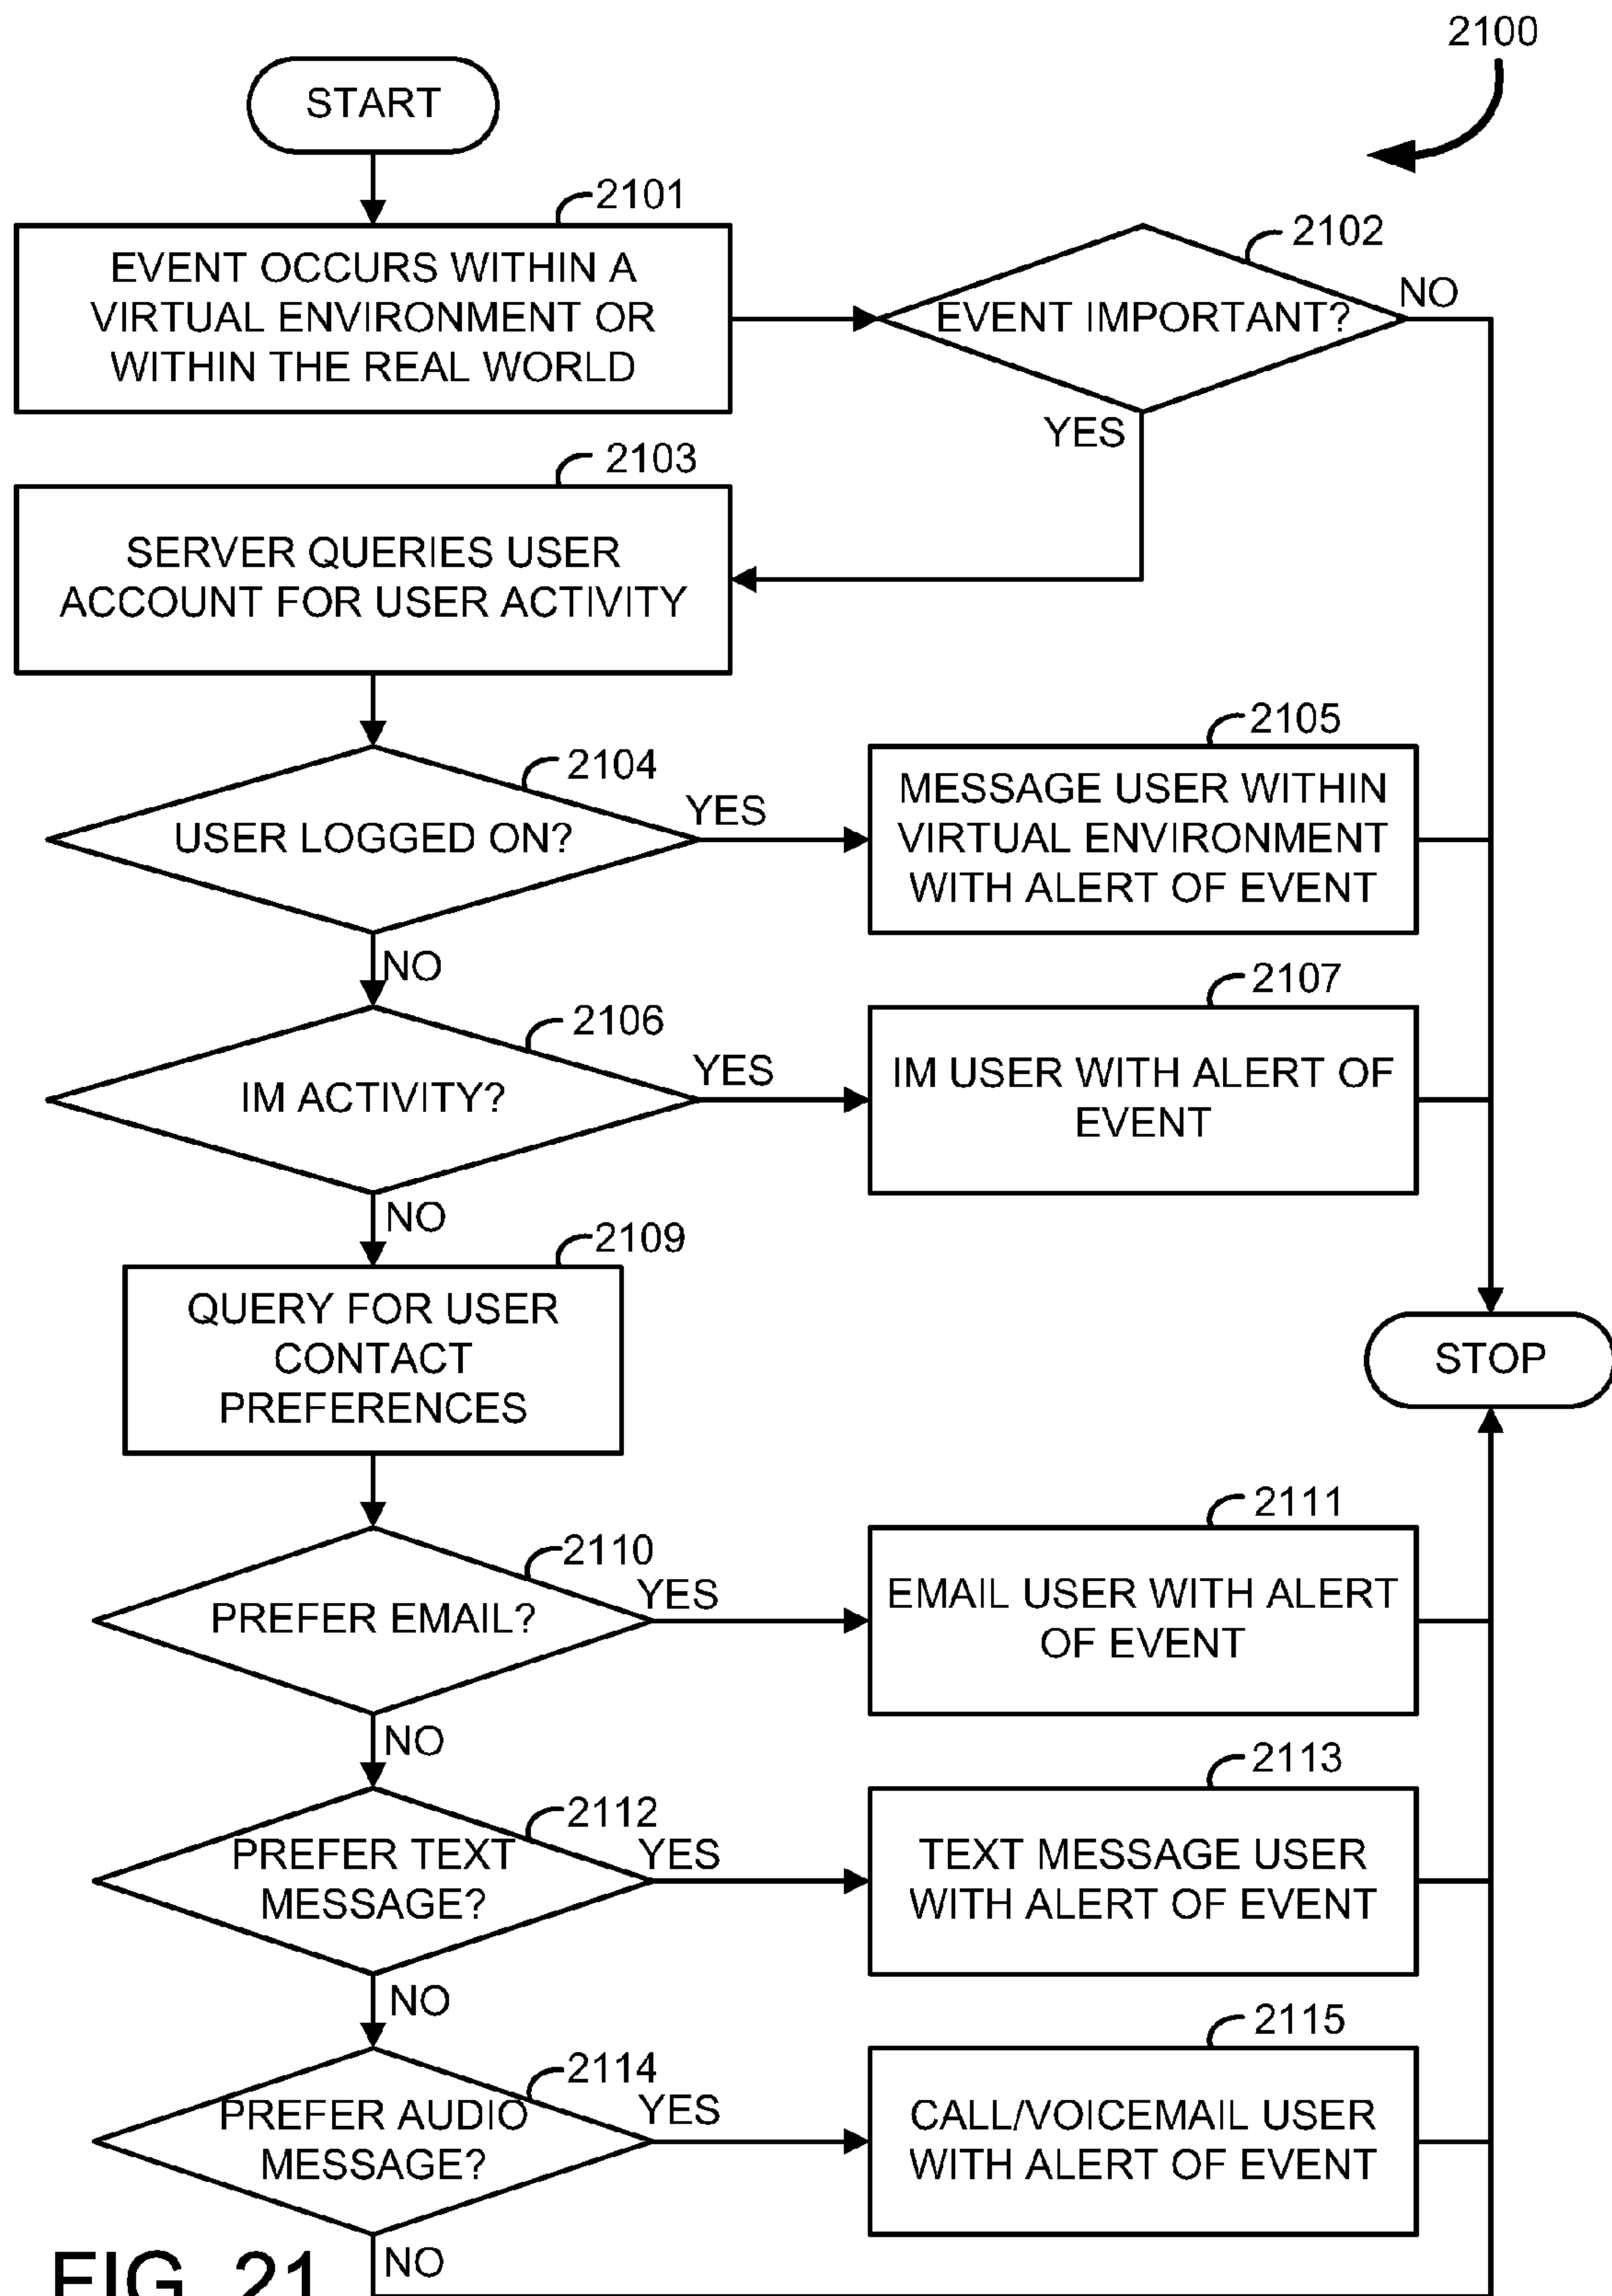 2100
START
2101
EVENT OCCURS WITHIN A
VIRTUAL ENVIRONMENT OR
WITHIN THE REAL WORLD
2102
EVENT IMPORTANT?
NO
YES
2103
SERVER QUERIES USER
ACCOUNT FOR USER ACTIVITY
2104
USER LOGGED ON?
YES
2105
MESSAGE USER WITHIN
VIRTUAL ENVIRONMENT
WITH ALERT OF EVENT
NO
2106
IM ACTIVITY?
YES
2107
IM USER WITH ALERT OF
EVENT
NO
2109
QUERY FOR USER
CONTACT
PREFERENCES
STOP
2110
PREFER EMAIL?
YES
2111
EMAIL USER WITH ALERT
OF EVENT
NO
2112
PREFER TEXT
MESSAGE?
YES
2113
TEXT MESSAGE USER
WITH ALERT OF EVENT
NO
2114
PREFER AUDIO
MESSAGE?
YES
2115
CALL/VOICEMAIL USER
WITH ALERT OF EVENT
NO
FIG. 21